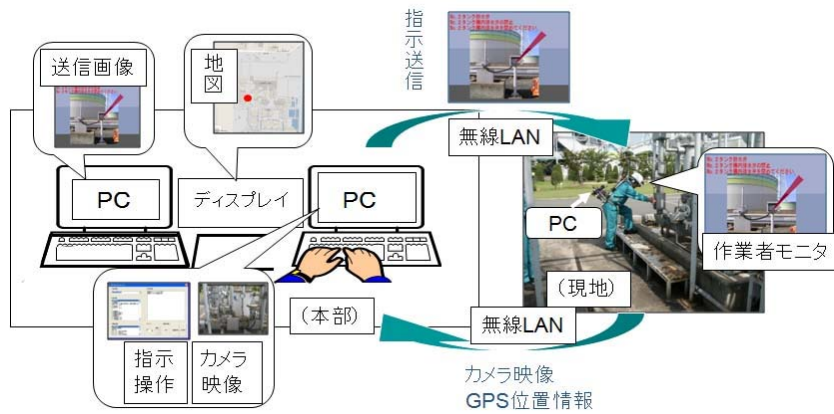 指示送信
送信画像
地図
無線LAN
PC
ディスプレイ
PC
PC
作業者モニタ
(現地)
(本部)
無線LAN
指示操作
カメラ映像
カメラ映像
GPS位置情報